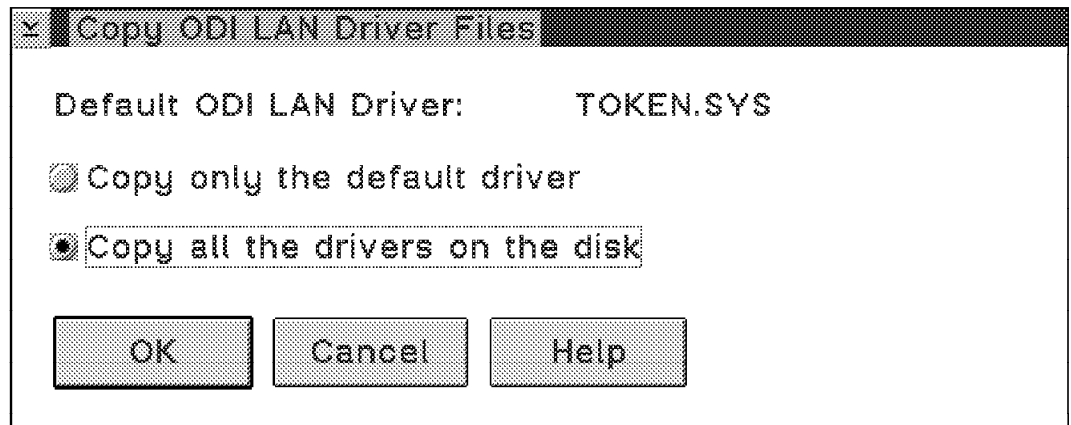 Copy ODI LAN Driver Files
Default ODI LAN Driver: TOKEN.SYS
Copy only the default driver
Copy all the drivers on the disk
OK Cancel Help